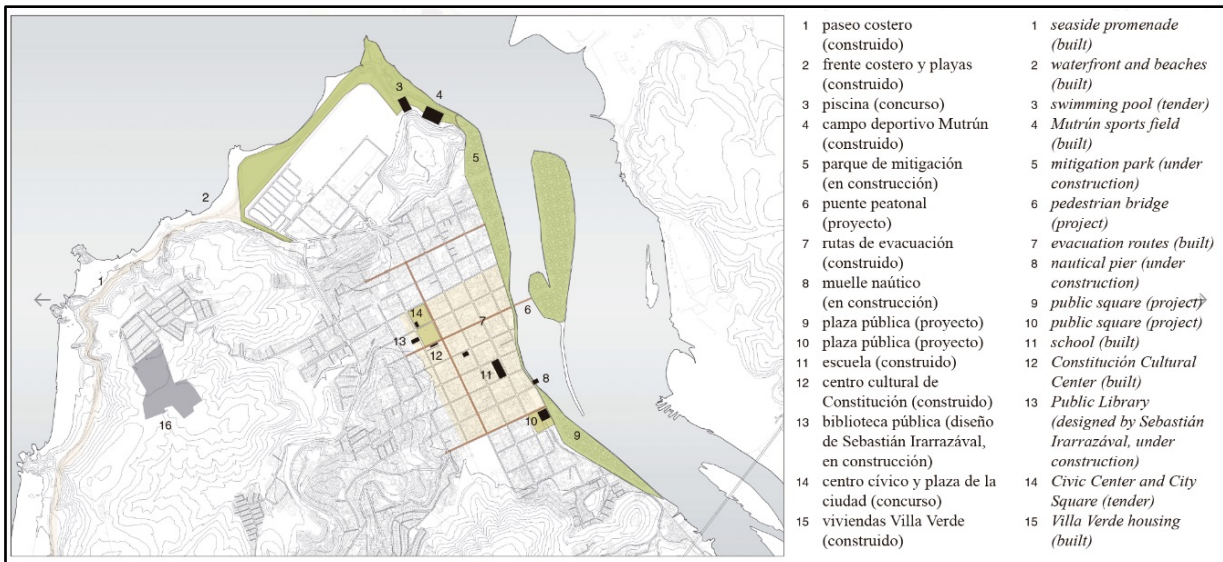 3
4
5
2
1
6
14
7
13
12
11
8
10
9
16
1 paseo costero
(construido)
2 frente costero y playas
(construido)
3 piscina (concurso)
4 campo deportivo Mutrún
(construido)
5 parque de mitigación
(en construcción)
6 puente peatonal
(proyecto)
7 rutas de evacuación
(construido)
8 muelle naútico
(en construcción)
9 plaza pública (proyecto)
10 plaza pública (proyecto)
11 escuela (construido)
12 centro cultural de
Constitución (construido)
13 biblioteca pública (diseño
de Sebastián Irarrazával,
en construcción)
14 centro cívico y plaza de la
ciudad (concurso)
15 viviendas Villa Verde
(construido)
1 seaside promenade
(built)
2 waterfront and beaches
(built)
3 swimming pool (tender)
4 Mutrún sports field
(built)
5 mitigation park (under
construction)
6 pedestrian bridge
(project)
7 evacuation routes (built)
8 nautical pier (under
construction)
9 public square (project)
10 public square (project)
11 school (built)
12 Constitución Cultural
Center (built)
13 Public Library
(designed by Sebastián
Irarrazával, under
construction)
14 Civic Center and City
Square (tender)
15 Villa Verde housing
(built)